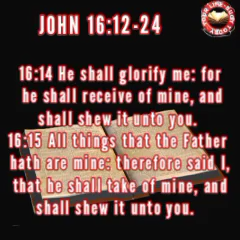 JOHN 16:12-24
16:14 He shall glorify me: for
he shall receive of mine, and
shall shew it unto you.
16:15 All things that the Father
hath are mine: therefore said I,
that he shall take of mine, and
shall shew it unto you.